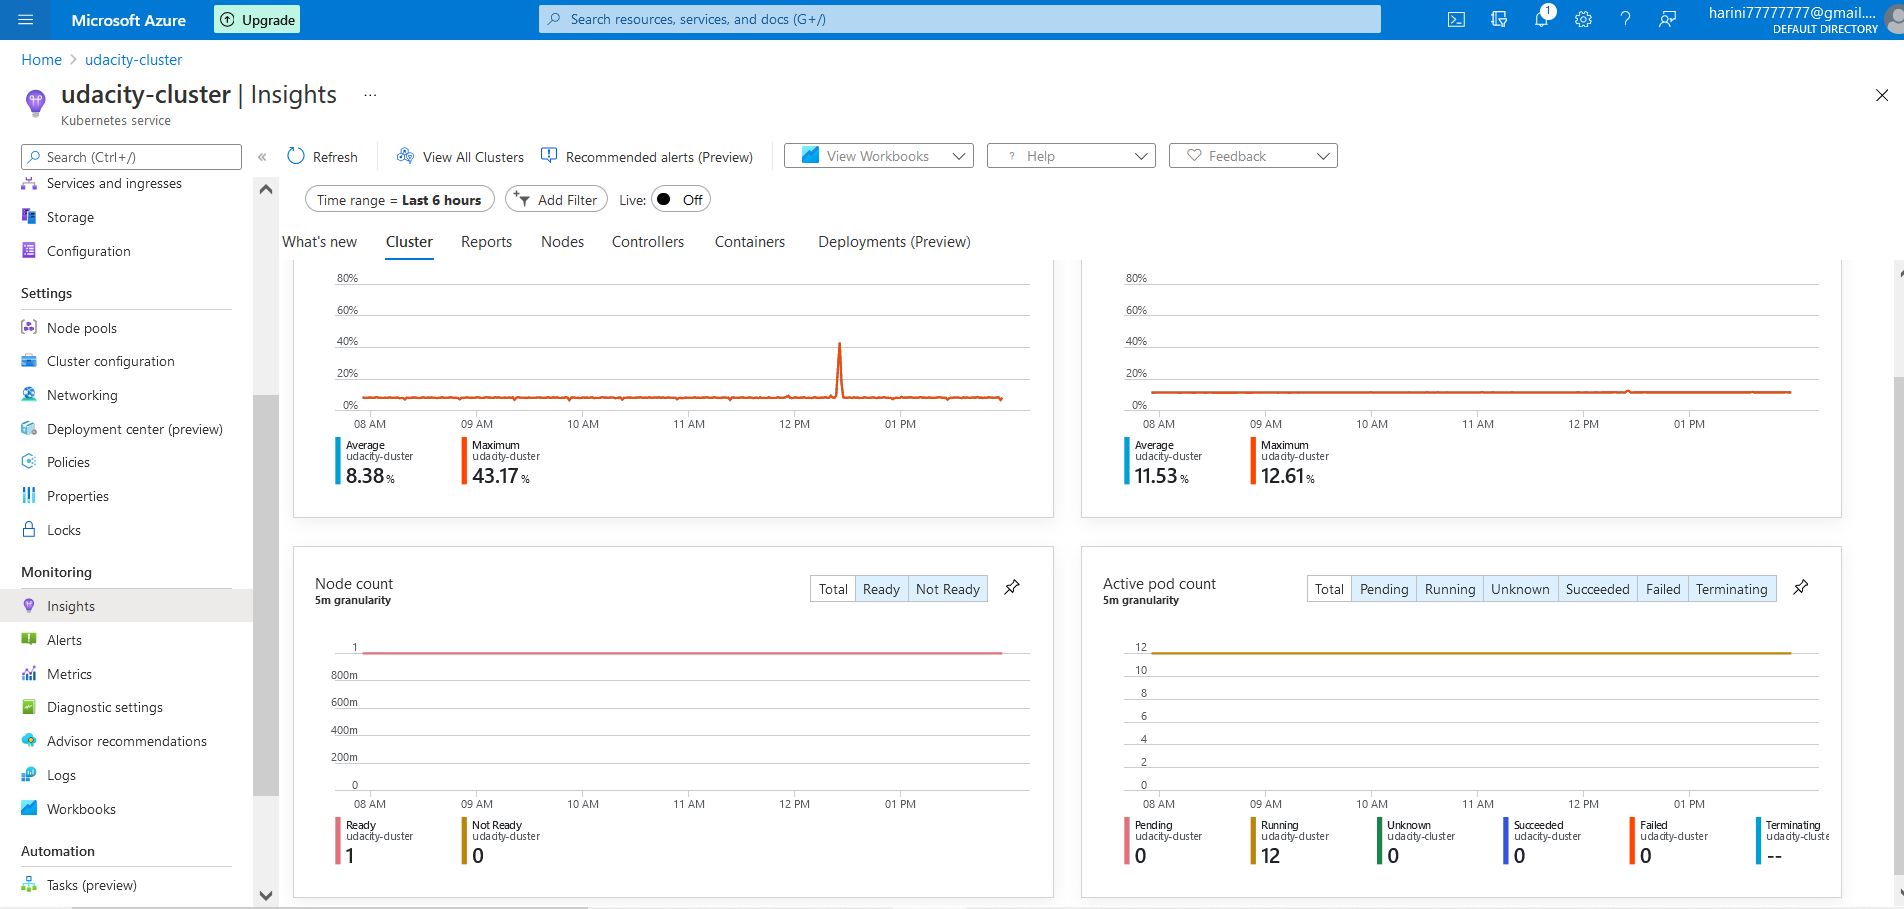 Microsoft Azure
Upgrade
Search resources, services, and docs (G+/)
1
harini77777777@gmail....
DEFAULT DIRECTORY
Home > udacity-cluster
udacity-cluster | Insights ...
Kubernetes service
Search (Ctrl+/)
«
Refresh
View All Clusters
Recommended alerts (Preview)
View Workbooks
? Help
Feedback
Time range = Last 6 hours
Add Filter
Live: Off
What's new
Cluster
Reports
Nodes
Controllers
Containers
Deployments (Preview)
Services and ingresses
Storage
Configuration
Settings
Node pools
Cluster configuration
Networking
Deployment center (preview)
Policies
Properties
Locks
Monitoring
Insights
Alerts
Metrics
Diagnostic settings
Advisor recommendations
Logs
Workbooks
Automation
Tasks (preview)
80%
60%
40%
20%
0%
08 AM 09 AM 10 AM 11 AM 12 PM 01 PM
Average
udacity-cluster
8.38 %
Maximum
udacity-cluster
43.17 %
80%
60%
40%
20%
0%
08 AM 09 AM 10 AM 11 AM 12 PM 01 PM
Average
udacity-cluster
11.53 %
Maximum
udacity-cluster
12.61 %
Node count
5m granularity
Total Ready Not Ready
1
800m
600m
400m
200m
0
08 AM 09 AM 10 AM 11 AM 12 PM 01 PM
Ready
udacity-cluster
1
Not Ready
udacity-cluster
0
Active pod count
5m granularity
Total Pending Running Unknown Succeeded Failed Terminating
12
10
8
6
4
2
0
08 AM 09 AM 10 AM 11 AM 12 PM 01 PM
Pending
udacity-cluster
0
Running
udacity-cluster
12
Unknown
udacity-cluster
0
Succeeded
udacity-cluster
0
Failed
udacity-cluster
0
Terminating
udacity-cluste
--